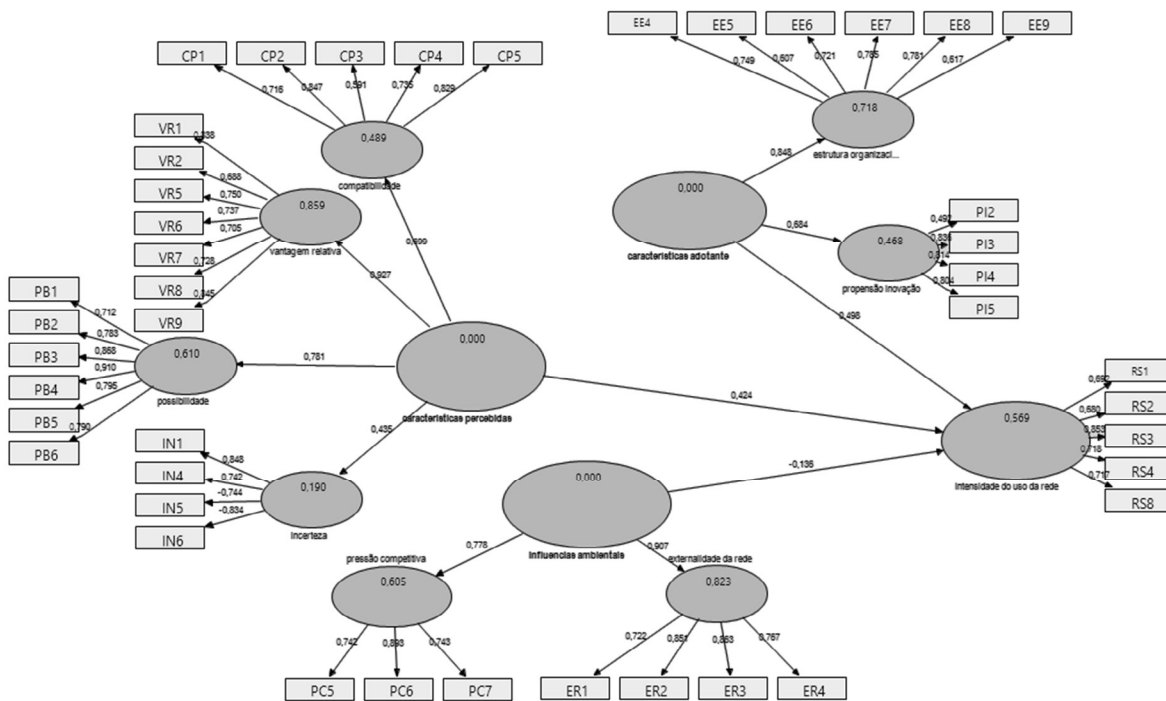 EE4 EE5 EE6 EE7 EE8 EE9
0,749 0,607 0,721 0,785 0,781 0,617
0,718
estrutura organizaci...
CP1 CP2 CP3 CP4 CP5
0,716 0,847 0,591 0,735 0,829
0,489
compatibilidade
VR1
VR2
VR5
VR6
VR7
VR8
VR9
0,688
0,750
0,737
0,705
0,728
0,859
vantagem relativa
0,699
0,927
0,848
0,000
características adotante
0,684
0,468
propensão inovação
PI2
PI3
PI4
PI5
0,492
0,814
0,804
0,498
PB1
PB2
PB3
PB4
PB5
PB6
0,712
0,783
0,868
0,910
0,795
0,790
0,610
possibilidade
0,781
0,000
características percebidas
0,424
0,435
0,569
Intensidade do uso da rede
RS1
RS2
RS3
RS4
RS8
0,692
0,680
0,853
0,718
0,717
IN1
IN4
IN5
IN6
0,848
0,742
-0,744
-0,834
0,190
incerteza
0,000
Influencias ambientais
-0,136
0,778
0,907
pressão competitiva
0,605
0,742 0,893 0,743
PC5 PC6 PC7
externalidade da rede
0,823
0,722 0,851 0,863 0,767
ER1 ER2 ER3 ER4